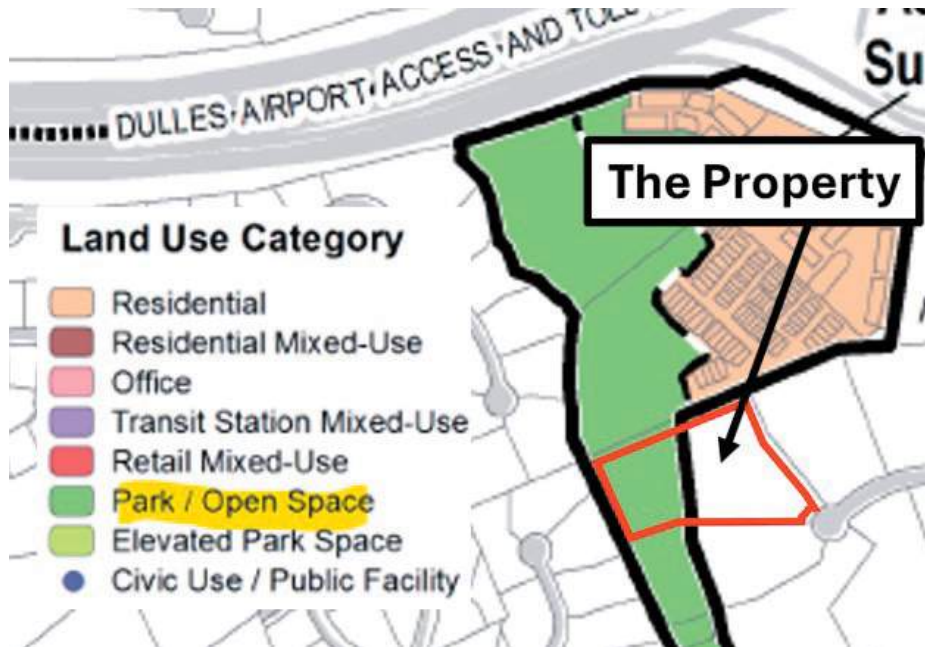 DULLES AIRPORT ACCESS AND TOLL
Su
The Property
Land Use Category
Residential
Residential Mixed-Use
Office
Transit Station Mixed-Use
Retail Mixed-Use
Park / Open Space
Elevated Park Space
Civic Use / Public Facility